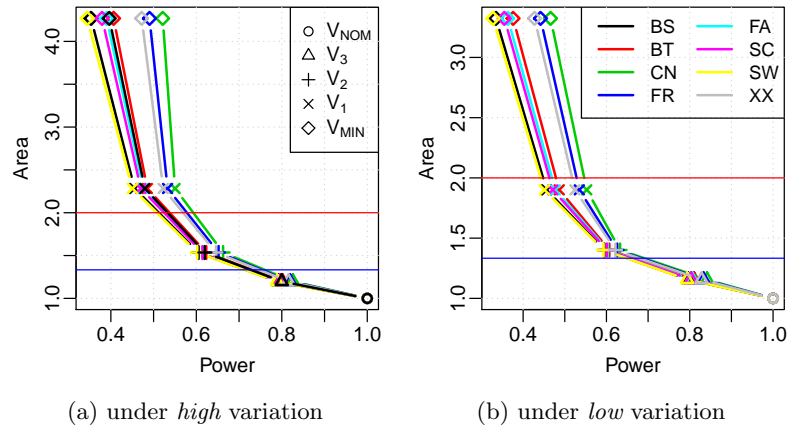 Area
4.0
3.0
2.0
1.0
0.4
0.6
0.8
1.0
Power
V_NOM
V_3
V_2
V_1
V_MIN
(a) under high variation
Area
3.0
2.5
2.0
1.5
1.0
0.4
0.6
0.8
1.0
Power
BS FA
BT SC
CN SW
FR XX
(b) under low variation